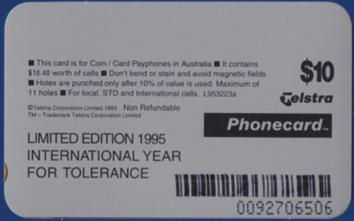 ■ This card is for Coin / Card Payphones in Australia ■ It contains
$10.40 worth of calls ■ Don't bend or stain and avoid magnetic fields
■ Holes are punched only after 10% of value is used. Maximum of
11 holes ■ For local, STD and International calls. L953223a
©Telstra Corporation Limited 1993 Non Refundable
TM – Trademark Telstra Corporation Limited
$10
Telstra
Phonecard™
LIMITED EDITION 1995
INTERNATIONAL YEAR
FOR TOLERANCE
0092706506